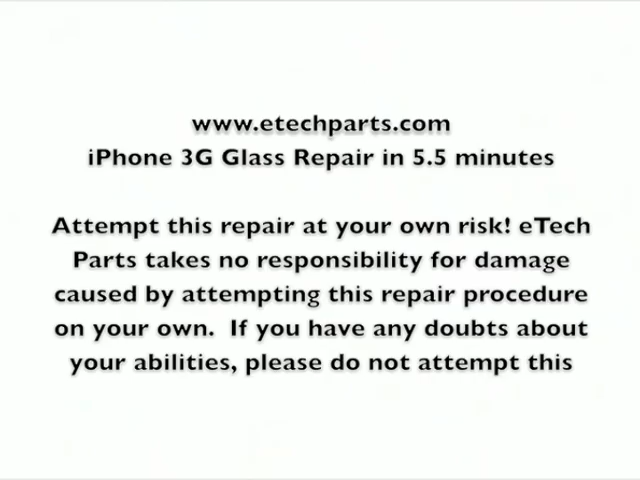 www.etechparts.com
iPhone 3G Glass Repair in 5.5 minutes
Attempt this repair at your own risk! eTech
Parts takes no responsibility for damage
caused by attempting this repair procedure
on your own.  If you have any doubts about
your abilities, please do not attempt this